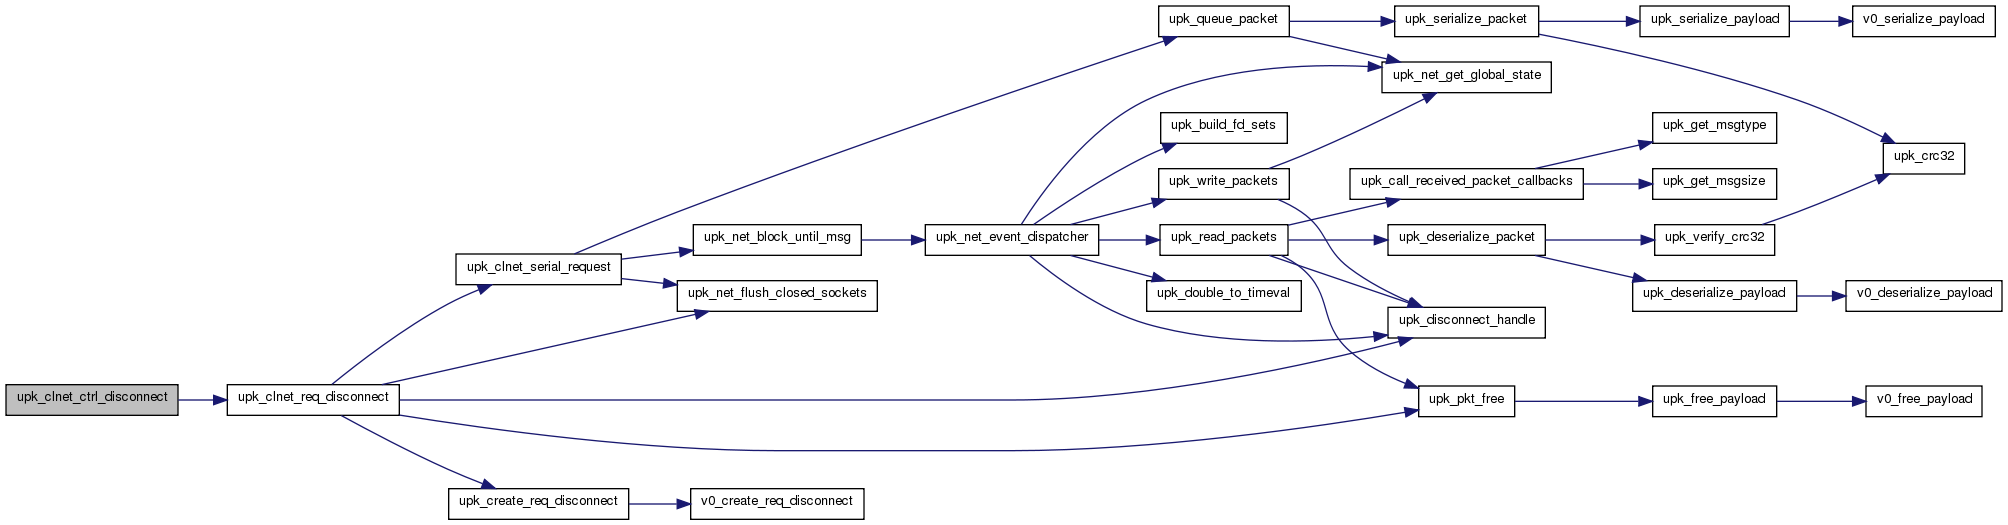 upk_queue_packet
upk_serialize_packet
upk_serialize_payload
v0_serialize_payload
upk_net_get_global_state
upk_build_fd_sets
upk_get_msgtype
upk_crc32
upk_write_packets
upk_call_received_packet_callbacks
upk_get_msgsize
upk_net_block_until_msg
upk_net_event_dispatcher
upk_read_packets
upk_deserialize_packet
upk_verify_crc32
upk_clnet_serial_request
upk_net_flush_closed_sockets
upk_double_to_timeval
upk_deserialize_payload
v0_deserialize_payload
upk_disconnect_handle
upk_clnet_ctrl_disconnect
upk_clnet_req_disconnect
upk_pkt_free
upk_free_payload
v0_free_payload
upk_create_req_disconnect
v0_create_req_disconnect